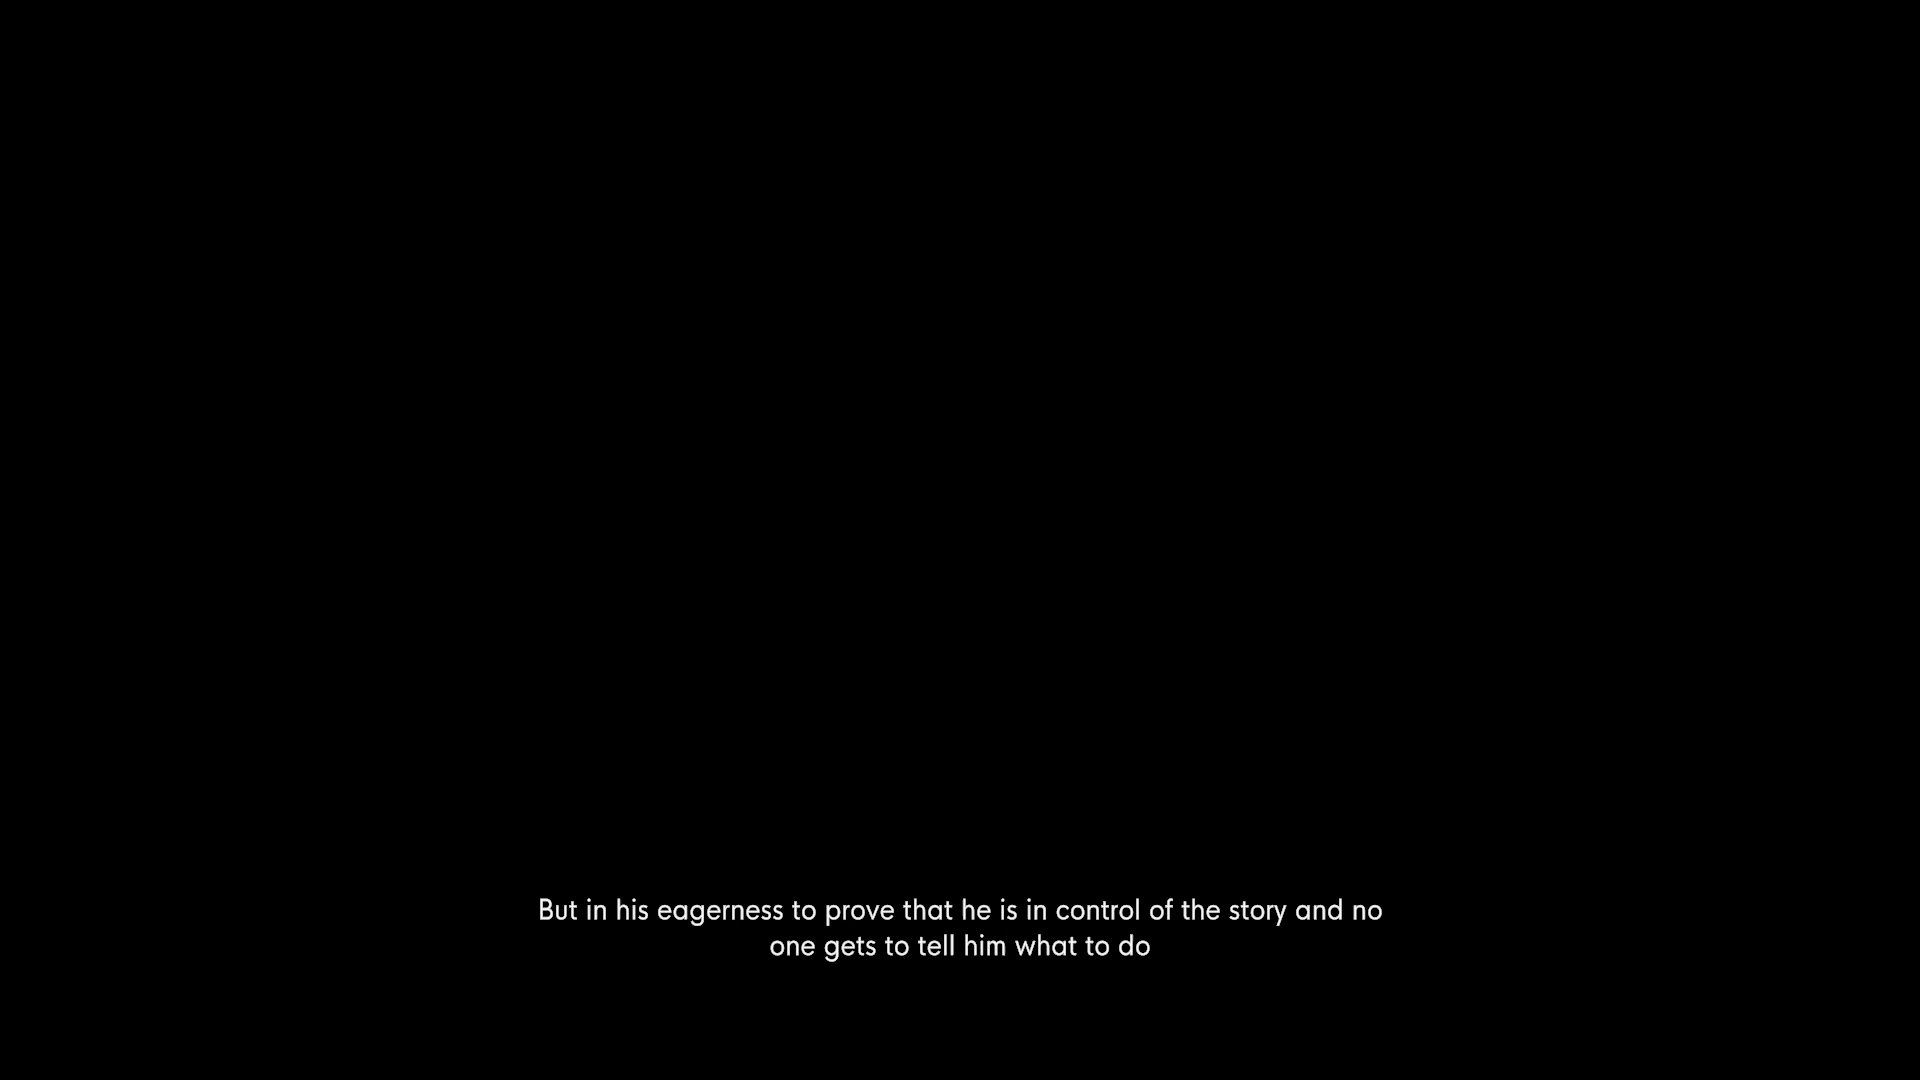 But in his eagerness to prove that he is in control of the story and no
one gets to tell him what to do